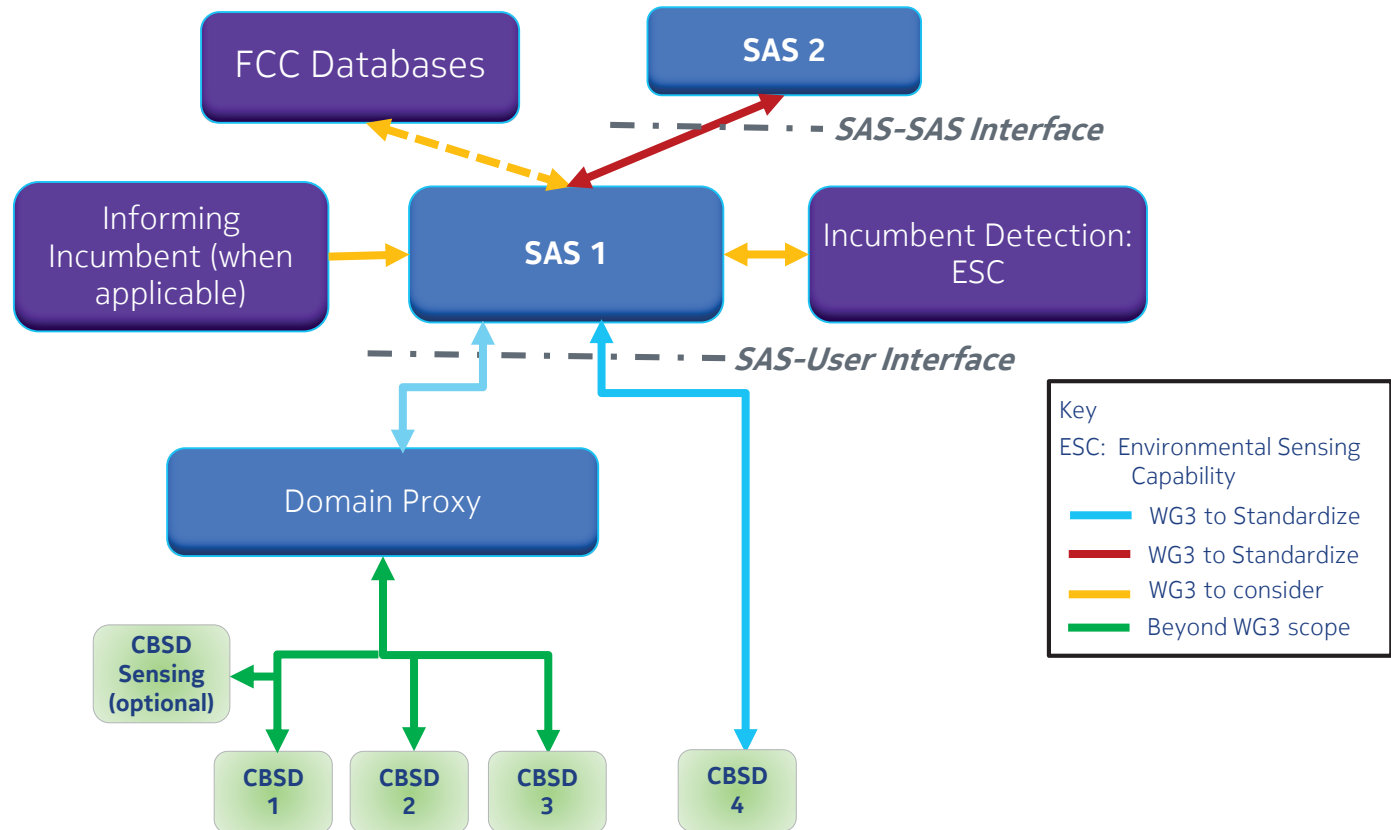 FCC Databases
SAS 2
SAS-SAS Interface
Informing
Incumbent (when
applicable)
SAS 1
Incumbent Detection:
ESC
SAS-User Interface
Domain Proxy
Key
ESC: Environmental Sensing
Capability
WG3 to Standardize
WG3 to Standardize
WG3 to consider
Beyond WG3 scope
CBSD
Sensing
(optional)
CBSD
1
CBSD
2
CBSD
3
CBSD
4